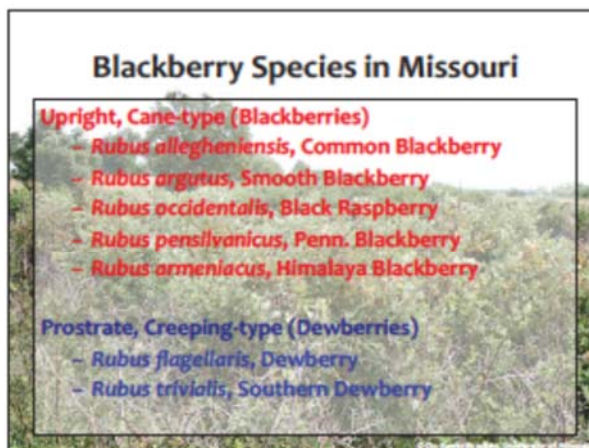 Blackberry Species in Missouri
Upright, Cane-type (Blackberries)
– Rubus allegheniensis, Common Blackberry
– Rubus argutus, Smooth Blackberry
– Rubus occidentalis, Black Raspberry
– Rubus pensilvanicus, Penn. Blackberry
– Rubus armeniacus, Himalaya Blackberry
Prostrate, Creeping-type (Dewberries)
– Rubus flagellaris, Dewberry
– Rubus trivialis, Southern Dewberry